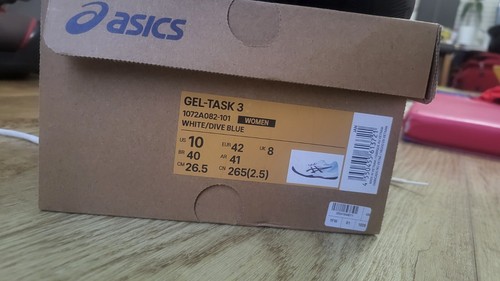 asics
GEL-TASK 3
1072A082-101 WOMEN
WHITE/DIVE BLUE
US 10 EUR 42 UK 8
BR 40 AR 41
CM 26.5 CN 265(2.5)